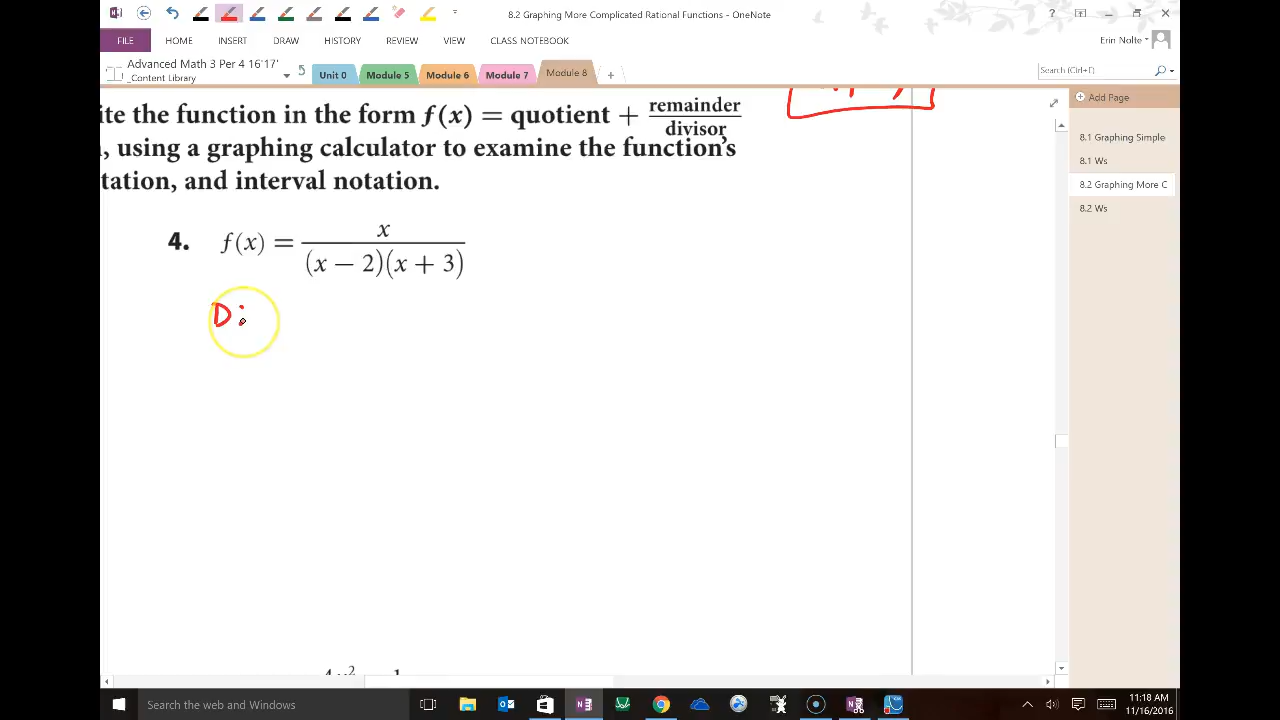 8.2 Graphing More Complicated Rational Functions - OneNote
FILE HOME INSERT DRAW HISTORY REVIEW VIEW CLASS NOTEBOOK
Erin Nolte
Advanced Math 3 Per 4 16'17'
_Content Library
Unit 0 Module 5 Module 6 Module 7 Module 8
Search (Ctrl+E)
Add Page
8.1 Graphing Simple
8.1 Ws
8.2 Graphing More C
8.2 Ws
ite the function in the form f(x) = quotient + remainder/divisor
, using a graphing calculator to examine the function's
tation, and interval notation.
4. f(x) = x/((x − 2)(x + 3))
D:
Search the web and Windows
11:18 AM
11/16/2016